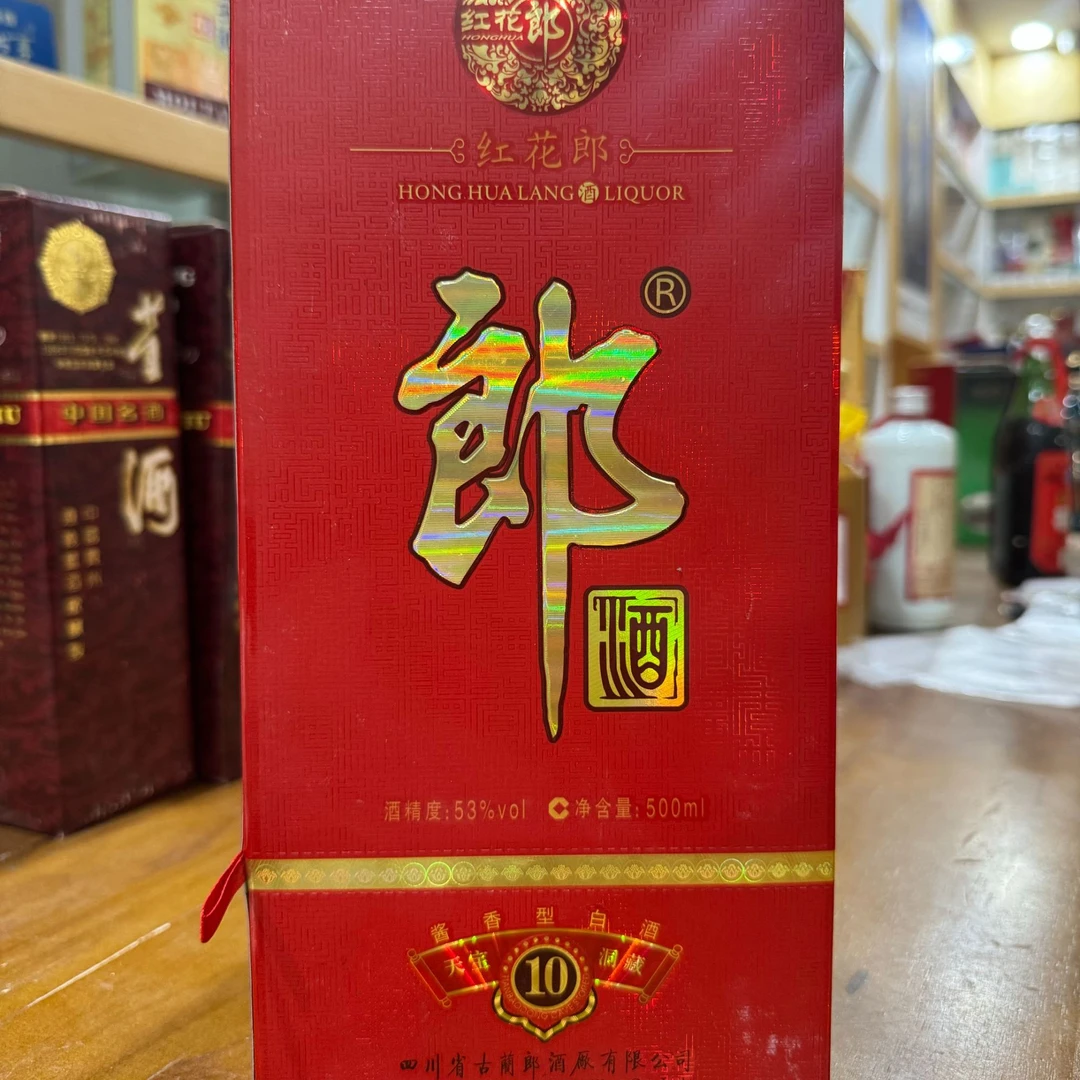 红花郎
HONGHUA
红花郎
HONG HUA LANG 酒 LIQUOR
郎®
酒
酒精度:53%vol 净含量:500ml
酱香型白酒
天宝洞藏
10
四川省古蔺郎酒厂有限公司
董
中国名酒
酒